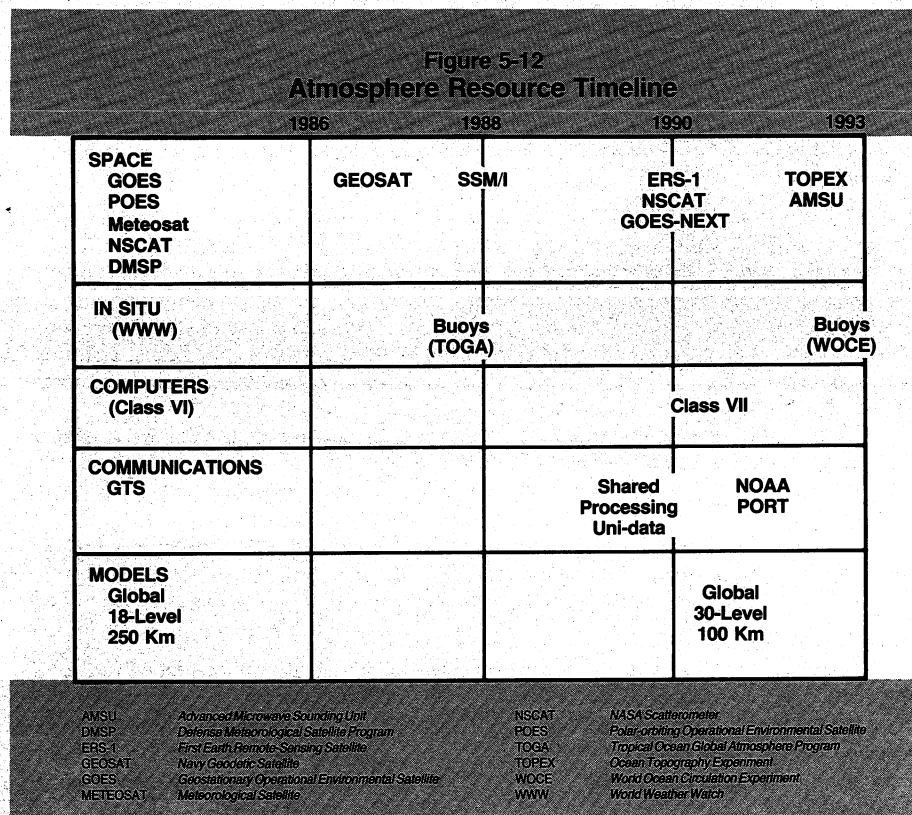 Figure 5-12
Atmosphere Resource Timeline
1986 1988 1990 1993
SPACE
GOES
POES
Meteosat
NSCAT
DMSP
GEOSAT
SSM/I
ERS-1
NSCAT
GOES-NEXT
TOPEX
AMSU
IN SITU
(WWW)
Buoys
(TOGA)
Buoys
(WOCE)
COMPUTERS
(Class VI)
Class VII
COMMUNICATIONS
GTS
Shared
Processing
Uni-data
NOAA
PORT
MODELS
Global
18-Level
250 Km
Global
30-Level
100 Km
AMSU Advanced Microwave Sounding Unit
DMSP Defense Meteorological Satellite Program
ERS-1 First Earth Remote-Sensing Satellite
GEOSAT Navy Geodetic Satellite
GOES Geostationary Operational Environmental Satellite
METEOSAT Meteorological Satellite
NSCAT NASA Scatterometer
POES Polar-orbiting Operational Environmental Satellite
TOGA Tropical Ocean Global Atmosphere Program
TOPEX Ocean Topography Experiment
WOCE World Ocean Circulation Experiment
WWW World Weather Watch